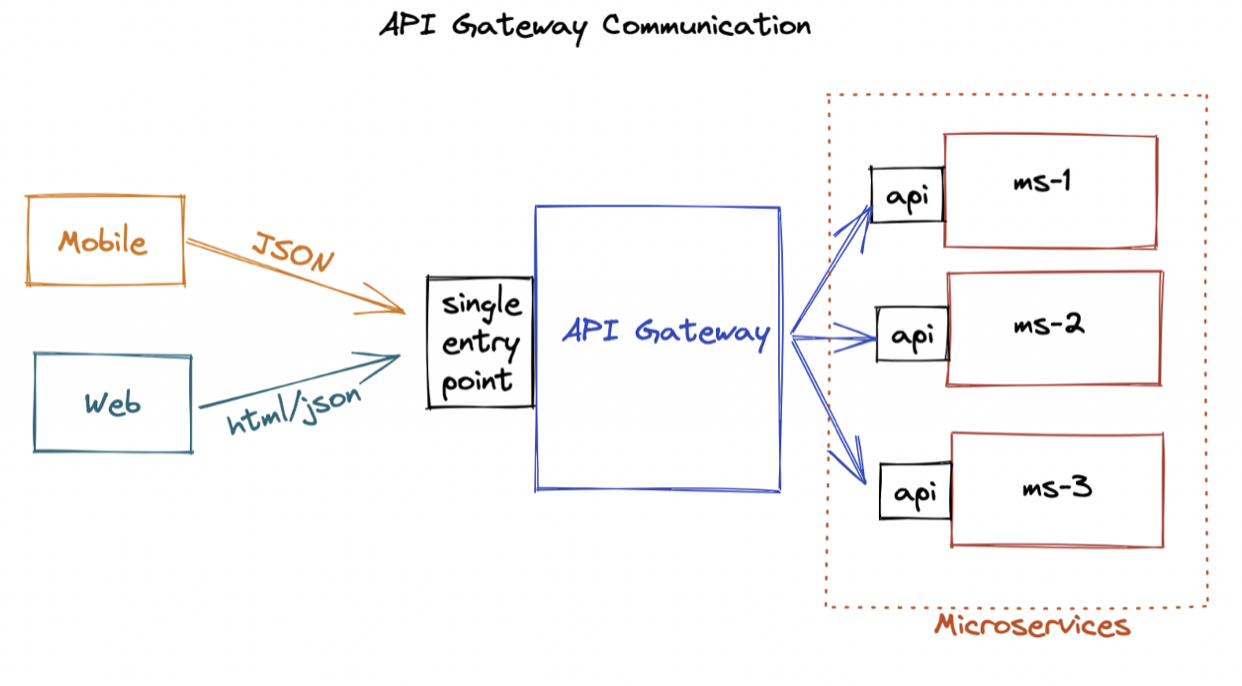 API Gateway Communication
Mobile
JSON
Web
html/json
single
entry
point
API Gateway
api
ms-1
api
ms-2
api
ms-3
Microservices